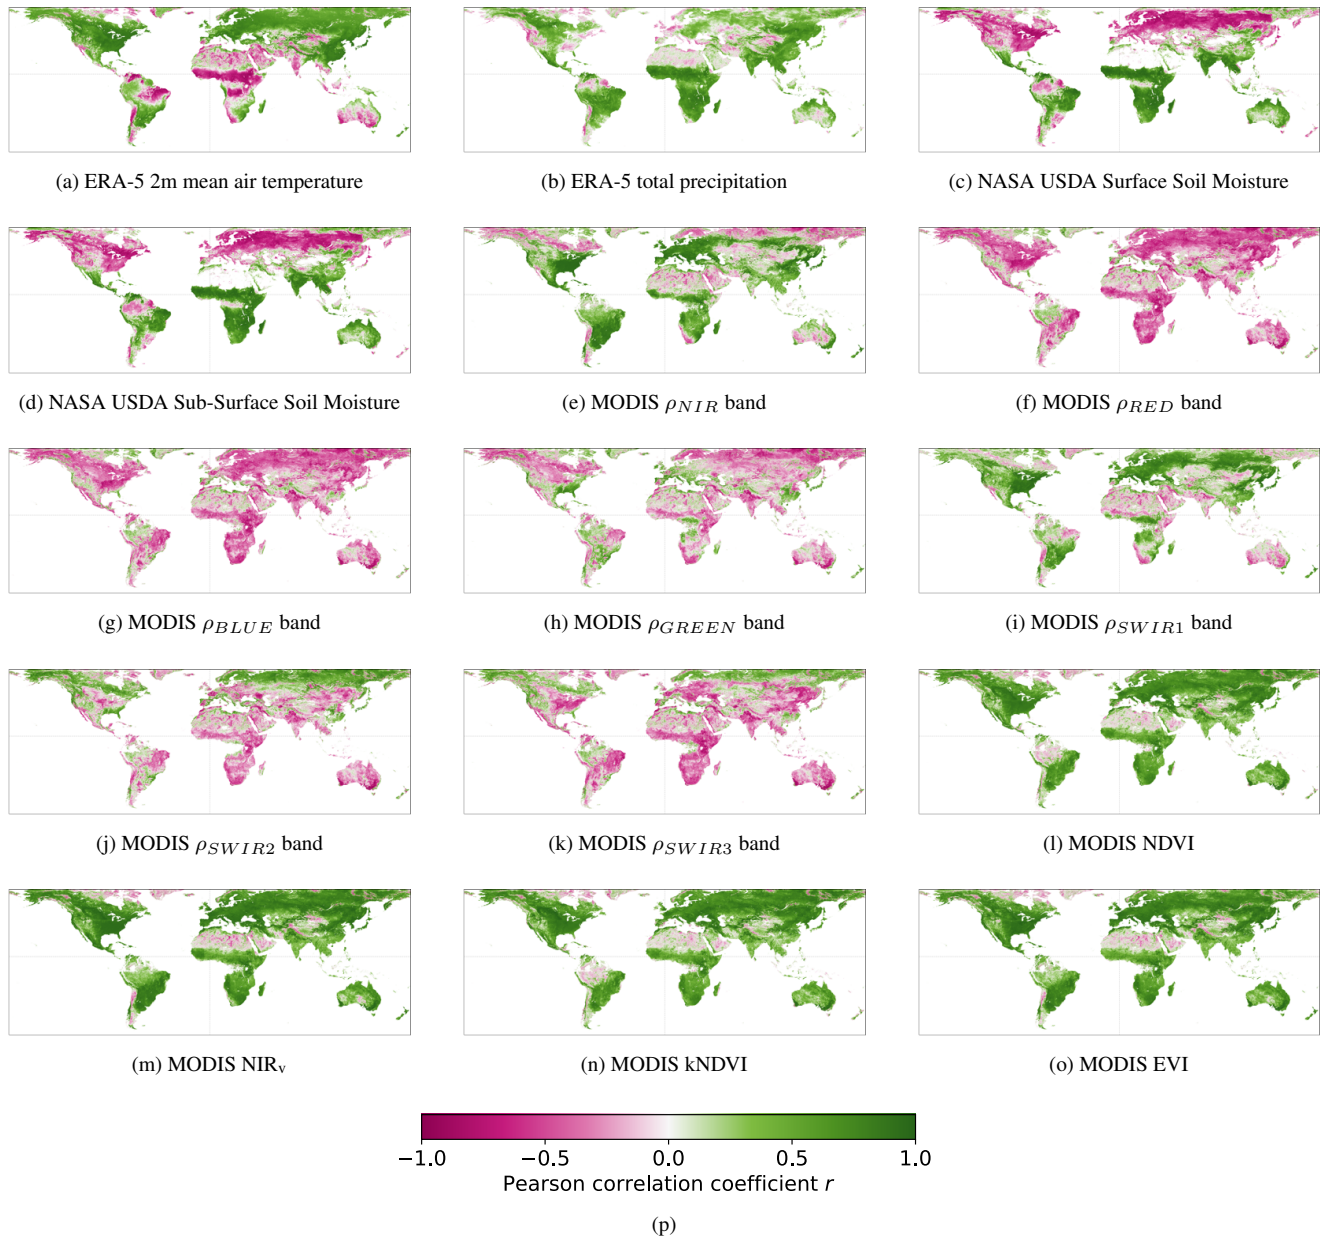 (a) ERA-5 2m mean air temperature
(b) ERA-5 total precipitation
(c) NASA USDA Surface Soil Moisture
(d) NASA USDA Sub-Surface Soil Moisture
(e) MODIS ρNIR band
(f) MODIS ρRED band
(g) MODIS ρBLUE band
(h) MODIS ρGREEN band
(i) MODIS ρSWIR1 band
(j) MODIS ρSWIR2 band
(k) MODIS ρSWIR3 band
(l) MODIS NDVI
(m) MODIS NIRv
(n) MODIS kNDVI
(o) MODIS EVI
−1.0 −0.5 0.0 0.5 1.0
Pearson correlation coefficient r
(p)